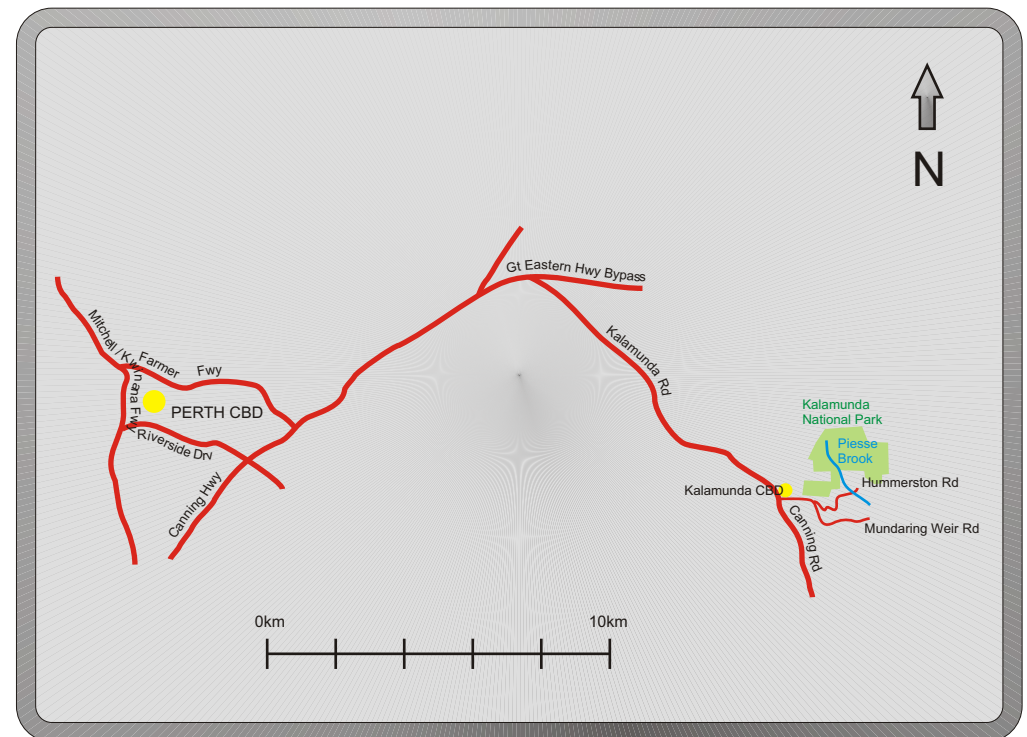 N
Gt Eastern Hwy Bypass
Mitchell / Kwinana Fwy
Farmer Fwy
Kalamunda Rd
PERTH CBD
Riverside Drv
Canning Hwy
Kalamunda
National Park
Piesse
Brook
Kalamunda CBD
Hummerston Rd
Canning Rd
Mundaring Weir Rd
0km
10km